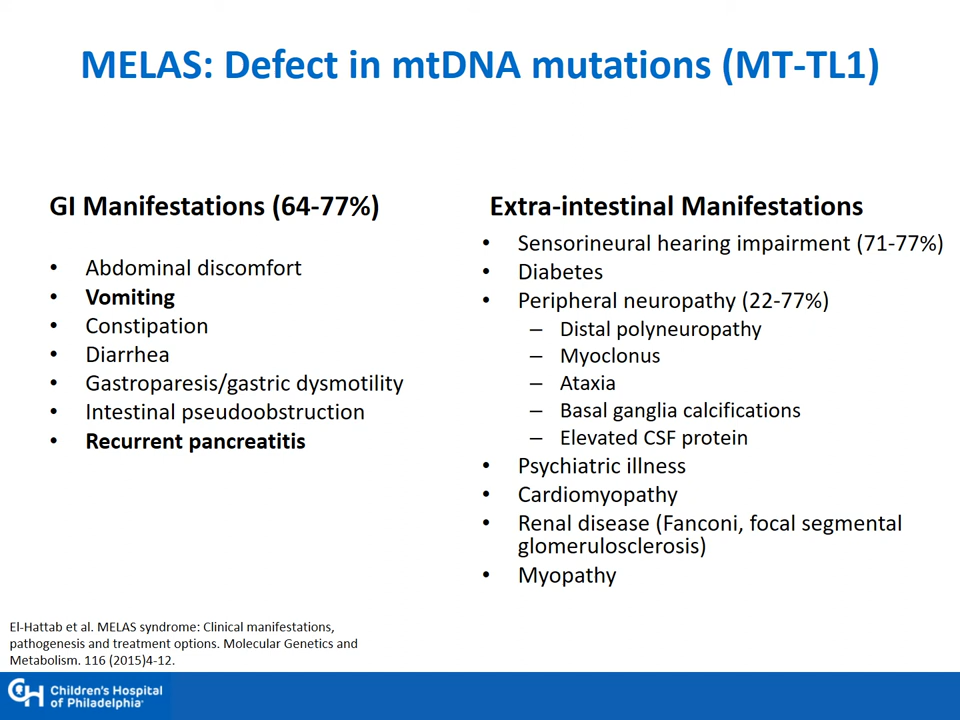 MELAS: Defect in mtDNA mutations (MT-TL1)
GI Manifestations (64-77%)
• Abdominal discomfort
• Vomiting
• Constipation
• Diarrhea
• Gastroparesis/gastric dysmotility
• Intestinal pseudoobstruction
• Recurrent pancreatitis
Extra-intestinal Manifestations
• Sensorineural hearing impairment (71-77%)
• Diabetes
• Peripheral neuropathy (22-77%)
– Distal polyneuropathy
– Myoclonus
– Ataxia
– Basal ganglia calcifications
– Elevated CSF protein
• Psychiatric illness
• Cardiomyopathy
• Renal disease (Fanconi, focal segmental
glomerulosclerosis)
• Myopathy
El-Hattab et al. MELAS syndrome: Clinical manifestations,
pathogenesis and treatment options. Molecular Genetics and
Metabolism. 116 (2015)4-12.
CH Children's Hospital
of Philadelphia